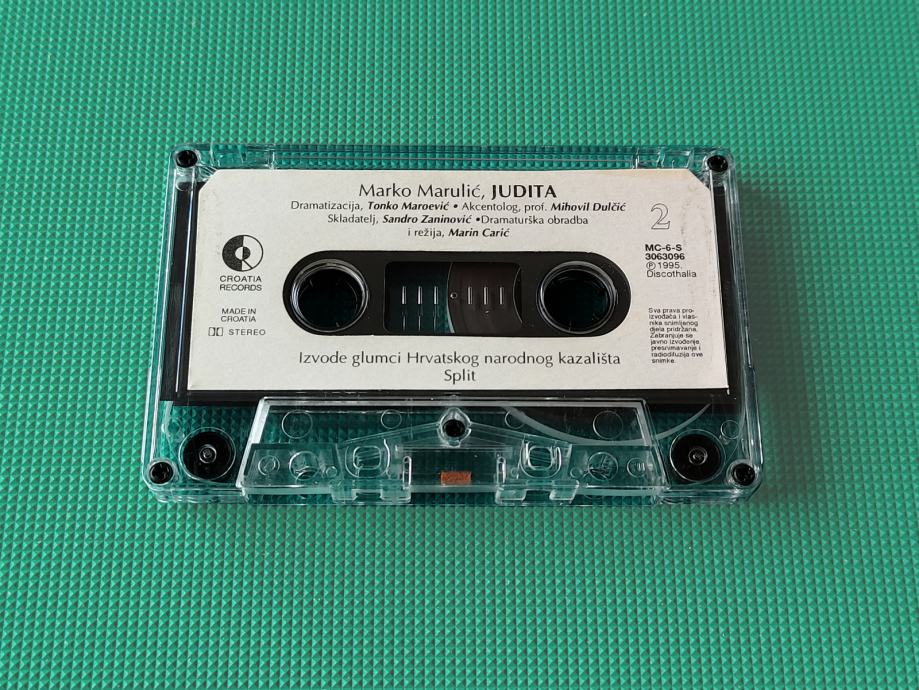 Marko Marulić, JUDITA
Dramatizacija, Tonko Maroević • Akcentolog, prof. Mihovil Dulčić
Skladatelj, Sandro Zaninović •Dramaturška obradba
i režija, Marin Carić
2
CROATIA
RECORDS
MADE IN
CROATIA
STEREO
MC-6-S
3063096
Ⓟ 1995,
Discothalia
Sva prava pro-
izvođača i vlas-
nika snimljenog
djela pridržana.
Zabranjuje se
javno izvođenje,
presnimavanje i
radiodifuzija ove
snimke.
Izvode glumci Hrvatskog narodnog kazališta
Split